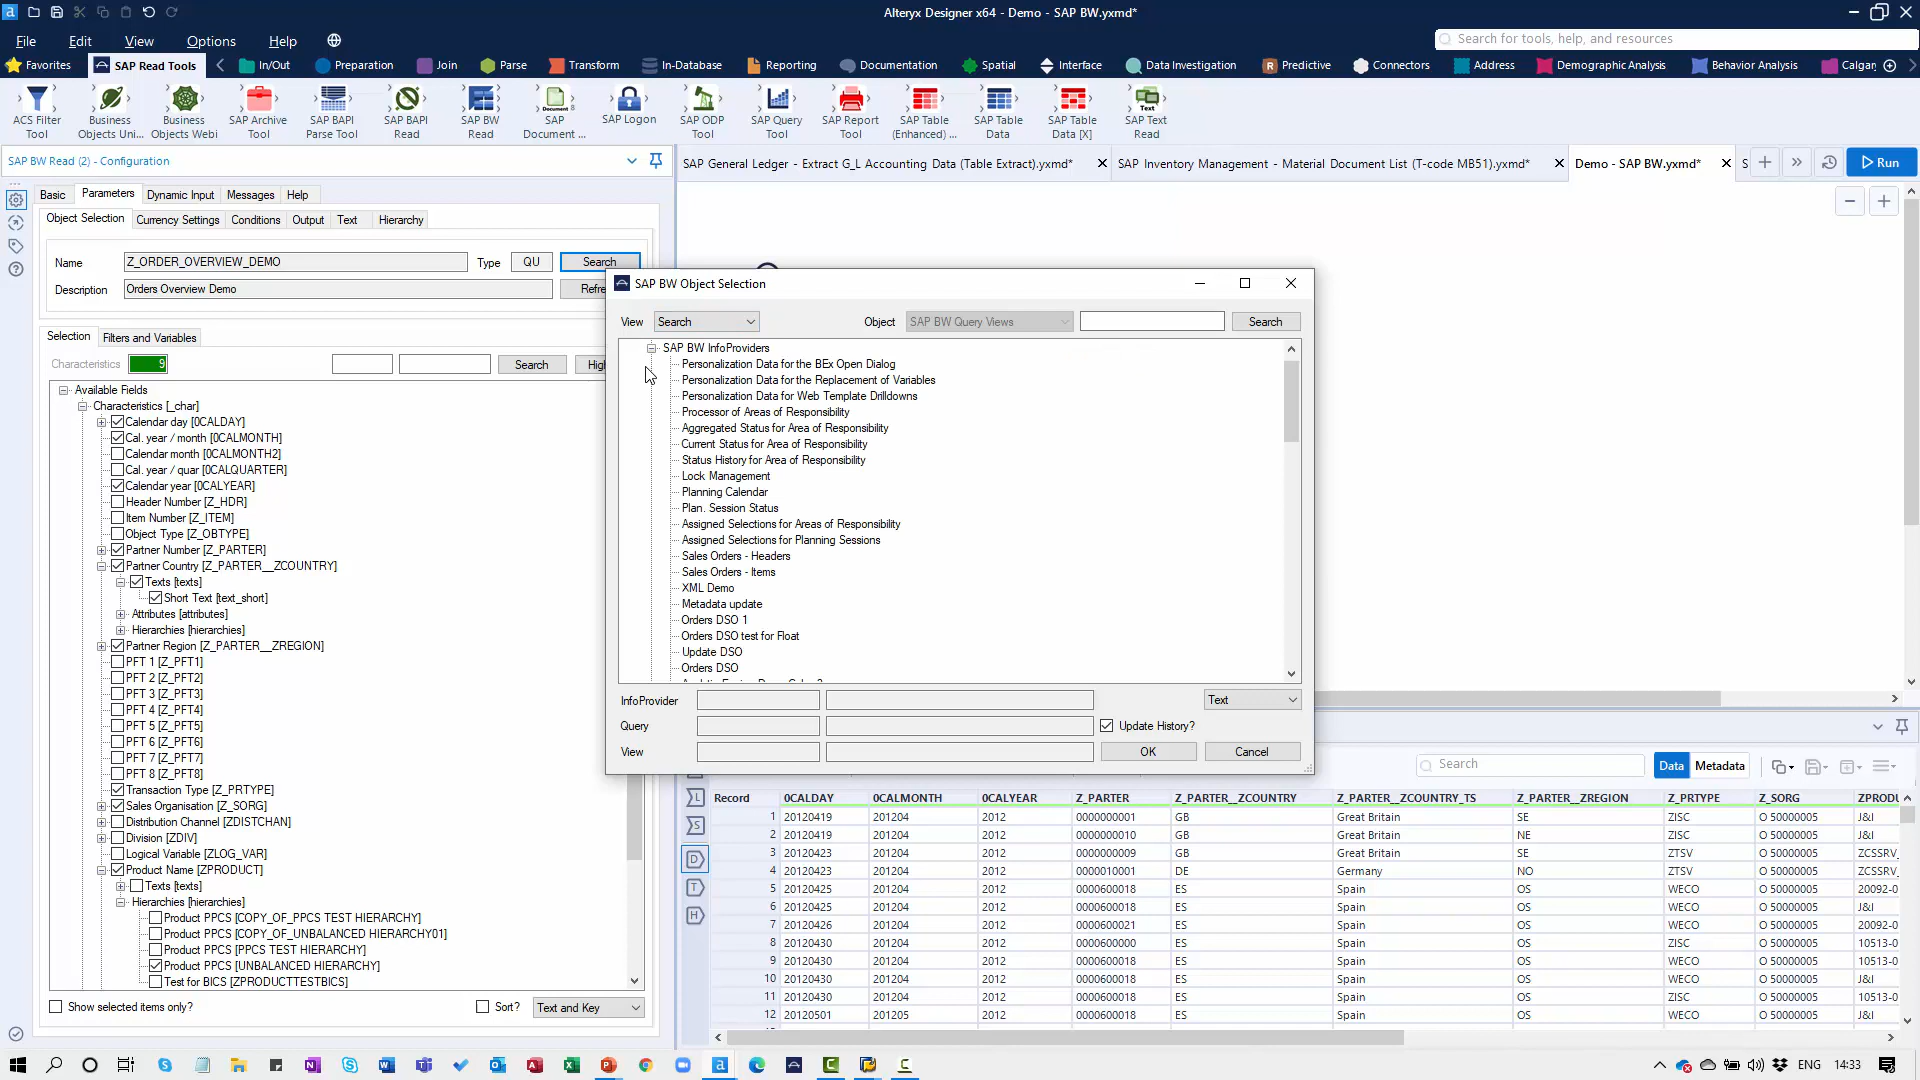 Alteryx Designer x64 - Demo - SAP BW.yxmd*
File Edit View Options Help
Search for tools, help, and resources
Favorites SAP Read Tools In/Out Preparation Join Parse Transform In-Database Reporting Documentation Spatial Interface Data Investigation Predictive Connectors Address Demographic Analysis Behavior Analysis Calgary
ACS Filter Tool
Business Objects Uni...
Business Objects Webi
SAP Archive Tool
SAP BAPI Parse Tool
SAP BAPI Read
SAP BW Read
SAP Document ...
SAP Logon
SAP ODP Tool
SAP Query Tool
SAP Report Tool
SAP Table (Enhanced) ...
SAP Table Data
SAP Table Data [X]
SAP Text Read
SAP BW Read (2) - Configuration
SAP General Ledger - Extract G_L Accounting Data (Table Extract).yxmd*
SAP Inventory Management - Material Document List (T-code MB51).yxmd*
Demo - SAP BW.yxmd*
S
Run
Basic Parameters Dynamic Input Messages Help
Object Selection Currency Settings Conditions Output Text Hierarchy
Name Z_ORDER_OVERVIEW_DEMO Type QU Search
Description Orders Overview Demo Refre
Selection Filters and Variables
Characteristics 9 Search High
Available Fields
Characteristics [_char]
Calendar day [0CALDAY]
Cal. year / month [0CALMONTH]
Calendar month [0CALMONTH2]
Cal. year / quar [0CALQUARTER]
Calendar year [0CALYEAR]
Header Number [Z_HDR]
Item Number [Z_ITEM]
Object Type [Z_OBTYPE]
Partner Number [Z_PARTER]
Partner Country [Z_PARTER__ZCOUNTRY]
Texts [texts]
Short Text [text_short]
Attributes [attributes]
Hierarchies [hierarchies]
Partner Region [Z_PARTER__ZREGION]
PFT 1 [Z_PFT1]
PFT 2 [Z_PFT2]
PFT 3 [Z_PFT3]
PFT 4 [Z_PFT4]
PFT 5 [Z_PFT5]
PFT 6 [Z_PFT6]
PFT 7 [Z_PFT7]
PFT 8 [Z_PFT8]
Transaction Type [Z_PRTYPE]
Sales Organisation [Z_SORG]
Distribution Channel [ZDISTCHAN]
Division [ZDIV]
Logical Variable [ZLOG_VAR]
Product Name [ZPRODUCT]
Texts [texts]
Hierarchies [hierarchies]
Product PPCS [COPY_OF_PPCS TEST HIERARCHY]
Product PPCS [COPY_OF_UNBALANCED HIERARCHY01]
Product PPCS [PPCS TEST HIERARCHY]
Product PPCS [UNBALANCED HIERARCHY]
Test for BICS [ZPRODUCTTESTBICS]
Show selected items only? Sort? Text and Key
SAP BW Object Selection
View Search Object SAP BW Query Views Search
SAP BW InfoProviders
Personalization Data for the BEx Open Dialog
Personalization Data for the Replacement of Variables
Personalization Data for Web Template Drilldowns
Processor of Areas of Responsibility
Aggregated Status for Area of Responsibility
Current Status for Area of Responsibility
Status History for Area of Responsibility
Lock Management
Planning Calendar
Plan. Session Status
Assigned Selections for Areas of Responsibility
Assigned Selections for Planning Sessions
Sales Orders - Headers
Sales Orders - Items
XML Demo
Metadata update
Orders DSO 1
Orders DSO test for Float
Update DSO
Orders DSO
InfoProvider Text
Query Update History?
View OK Cancel
Search Data Metadata
Record 0CALDAY 0CALMONTH 0CALYEAR Z_PARTER Z_PARTER__ZCOUNTRY Z_PARTER__ZCOUNTRY_TS Z_PARTER__ZREGION Z_PRTYPE Z_SORG ZPRODU
1 20120419 201204 2012 0000000001 GB Great Britain SE ZISC O 50000005 J&I
2 20120419 201204 2012 0000000010 GB Great Britain NE ZISC O 50000005 J&I
3 20120423 201204 2012 0000000009 GB Great Britain SE ZTSV O 50000005 ZCSSRV_
4 20120423 201204 2012 0000010001 DE Germany NO ZTSV O 50000005 ZCSSRV_
5 20120425 201204 2012 0000600018 ES Spain OS WECO O 50000005 20092-0
6 20120425 201204 2012 0000600018 ES Spain OS WECO O 50000005 J&I
7 20120426 201204 2012 0000600021 ES Spain OS WECO O 50000005 20092-0
8 20120430 201204 2012 0000600000 ES Spain OS ZISC O 50000005 10513-0
9 20120430 201204 2012 0000600018 ES Spain OS WECO O 50000005 10513-0
10 20120430 201204 2012 0000600018 ES Spain OS WECO O 50000005 J&I
11 20120430 201204 2012 0000600018 ES Spain OS ZISC O 50000005 10513-0
12 20120501 201205 2012 0000600018 ES Spain OS WECO O 50000005 J&I
ENG 14:33